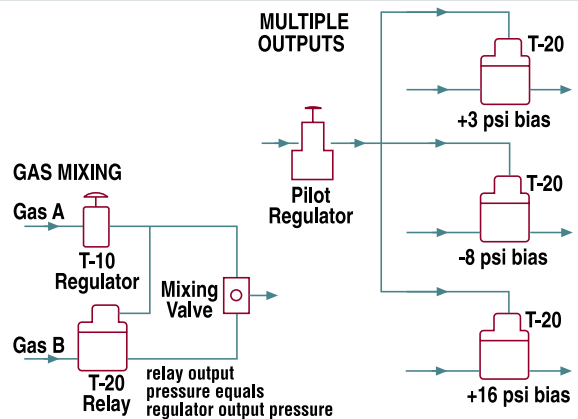 MULTIPLE
OUTPUTS
T-20
+3 psi bias
Pilot
Regulator
T-20
-8 psi bias
T-20
+16 psi bias
GAS MIXING
Gas A
T-10
Regulator
Mixing
Valve
Gas B
T-20
Relay
relay output
pressure equals
regulator output pressure